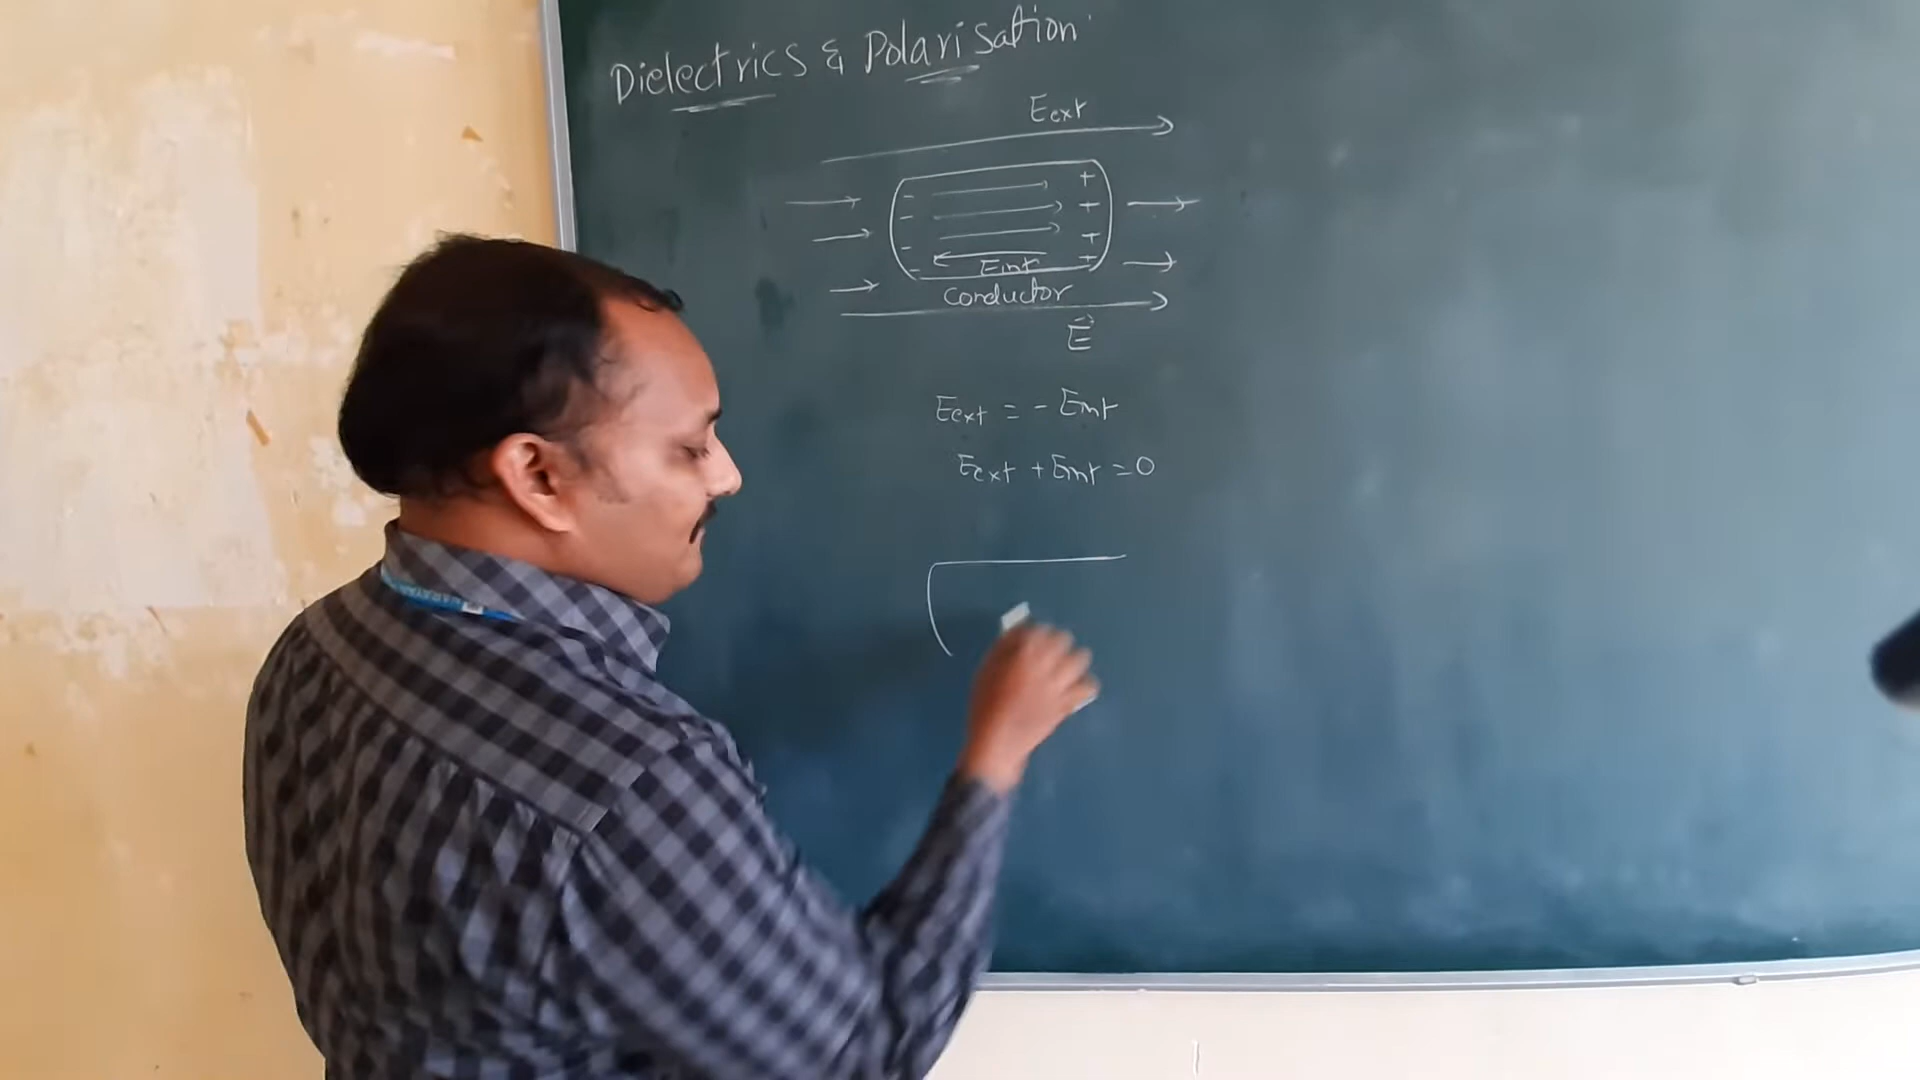 Dielectrics & Polarisation
Eext
- +
- +
- +
- +
Eint
Conductor
E⃗
Eext = - Eint
Eext + Eint = 0